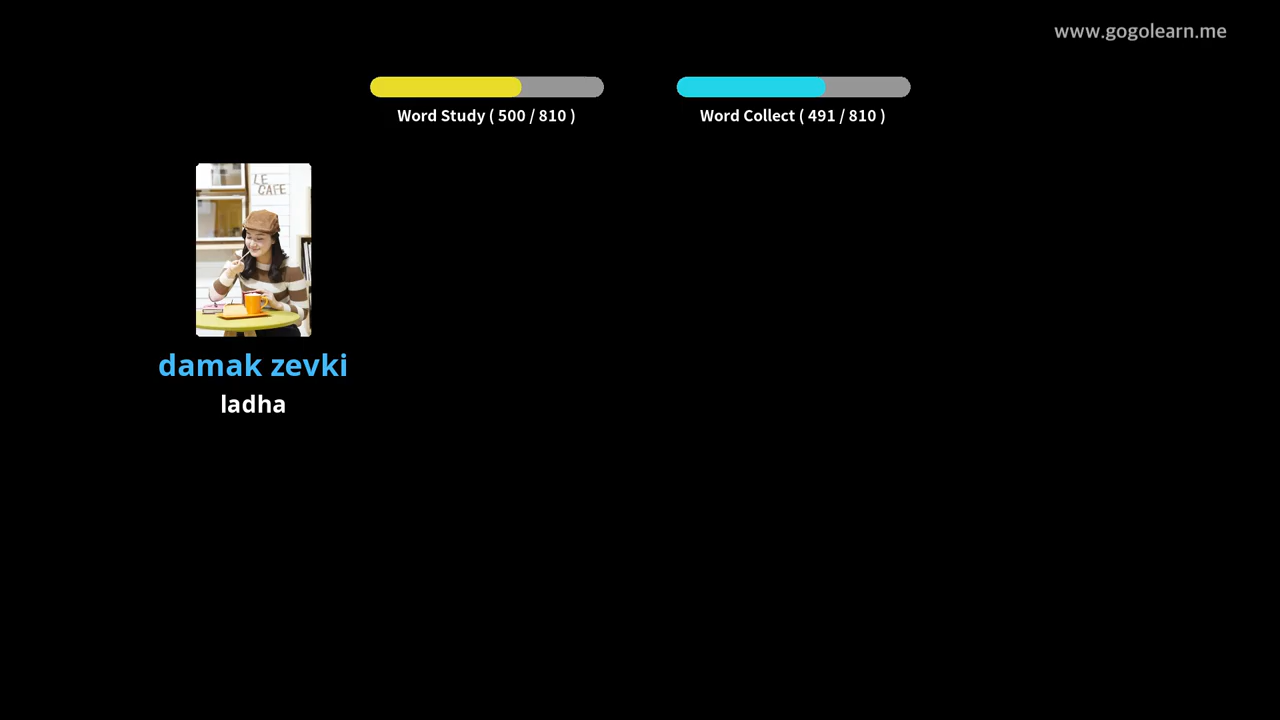 www.gogolearn.me
Word Study ( 500 / 810 )
Word Collect ( 491 / 810 )
LE
CAFE
damak zevki
ladha